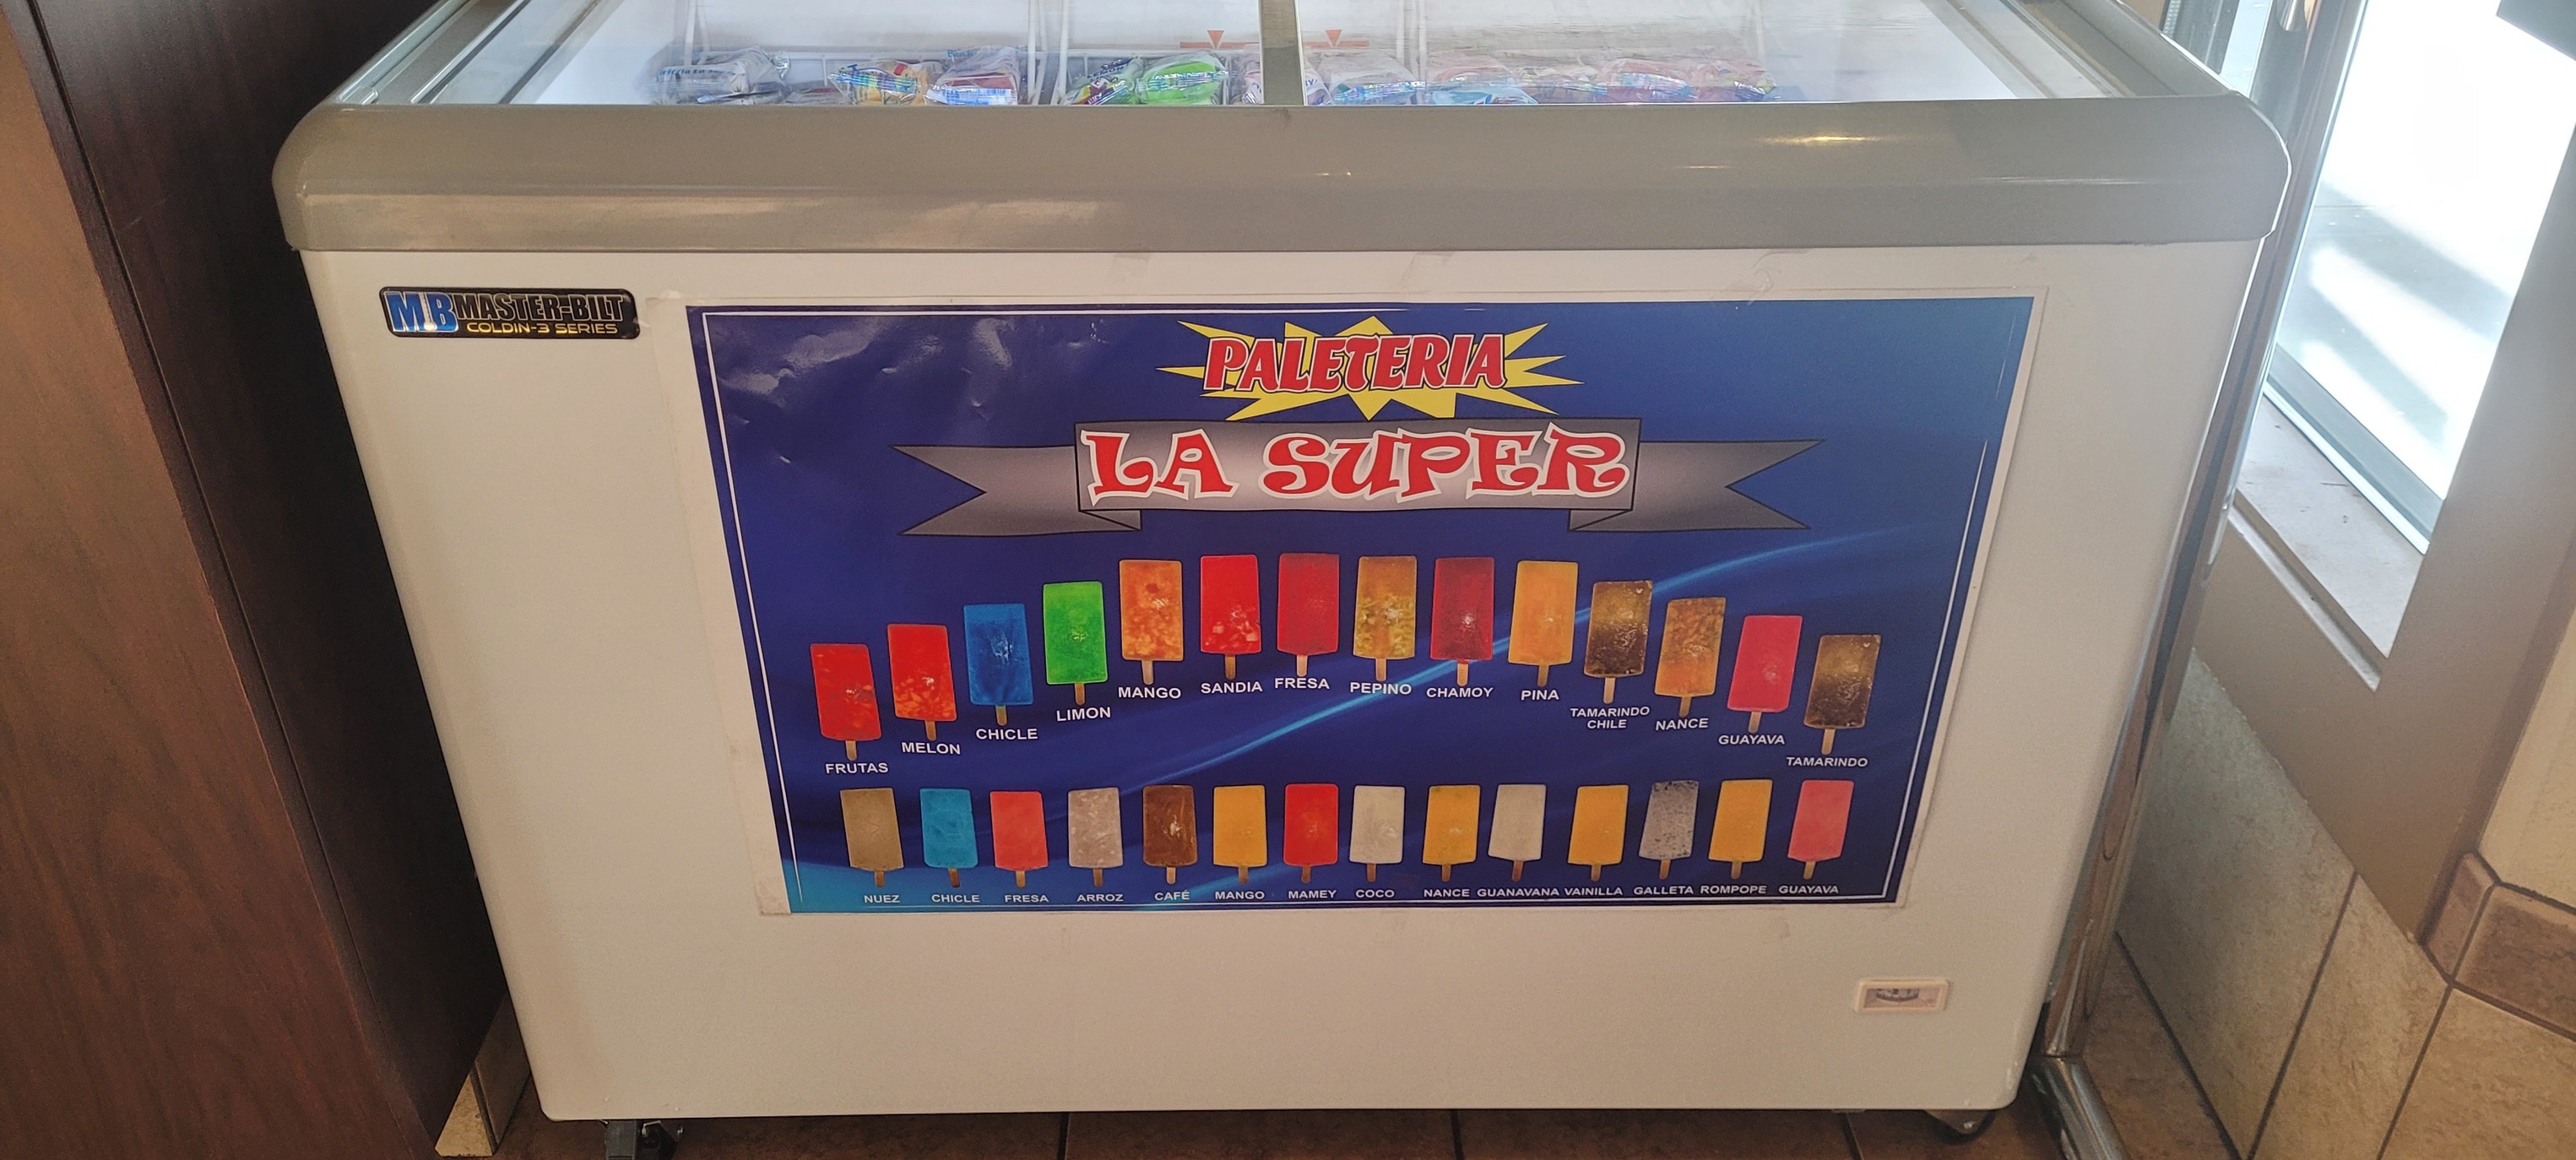 MB MASTER-BILT
COLDIN-3 SERIES
PALETERIA
LA SUPER
FRUTAS
MELON
CHICLE
LIMON
MANGO
SANDIA
FRESA
PEPINO
CHAMOY
PINA
TAMARINDO
CHILE
NANCE
GUAYAVA
TAMARINDO
NUEZ
CHICLE
FRESA
ARROZ
CAFÉ
MANGO
MAMEY
COCO
NANCE
GUANAVANA
VAINILLA
GALLETA
ROMPOPE
GUAYAVA